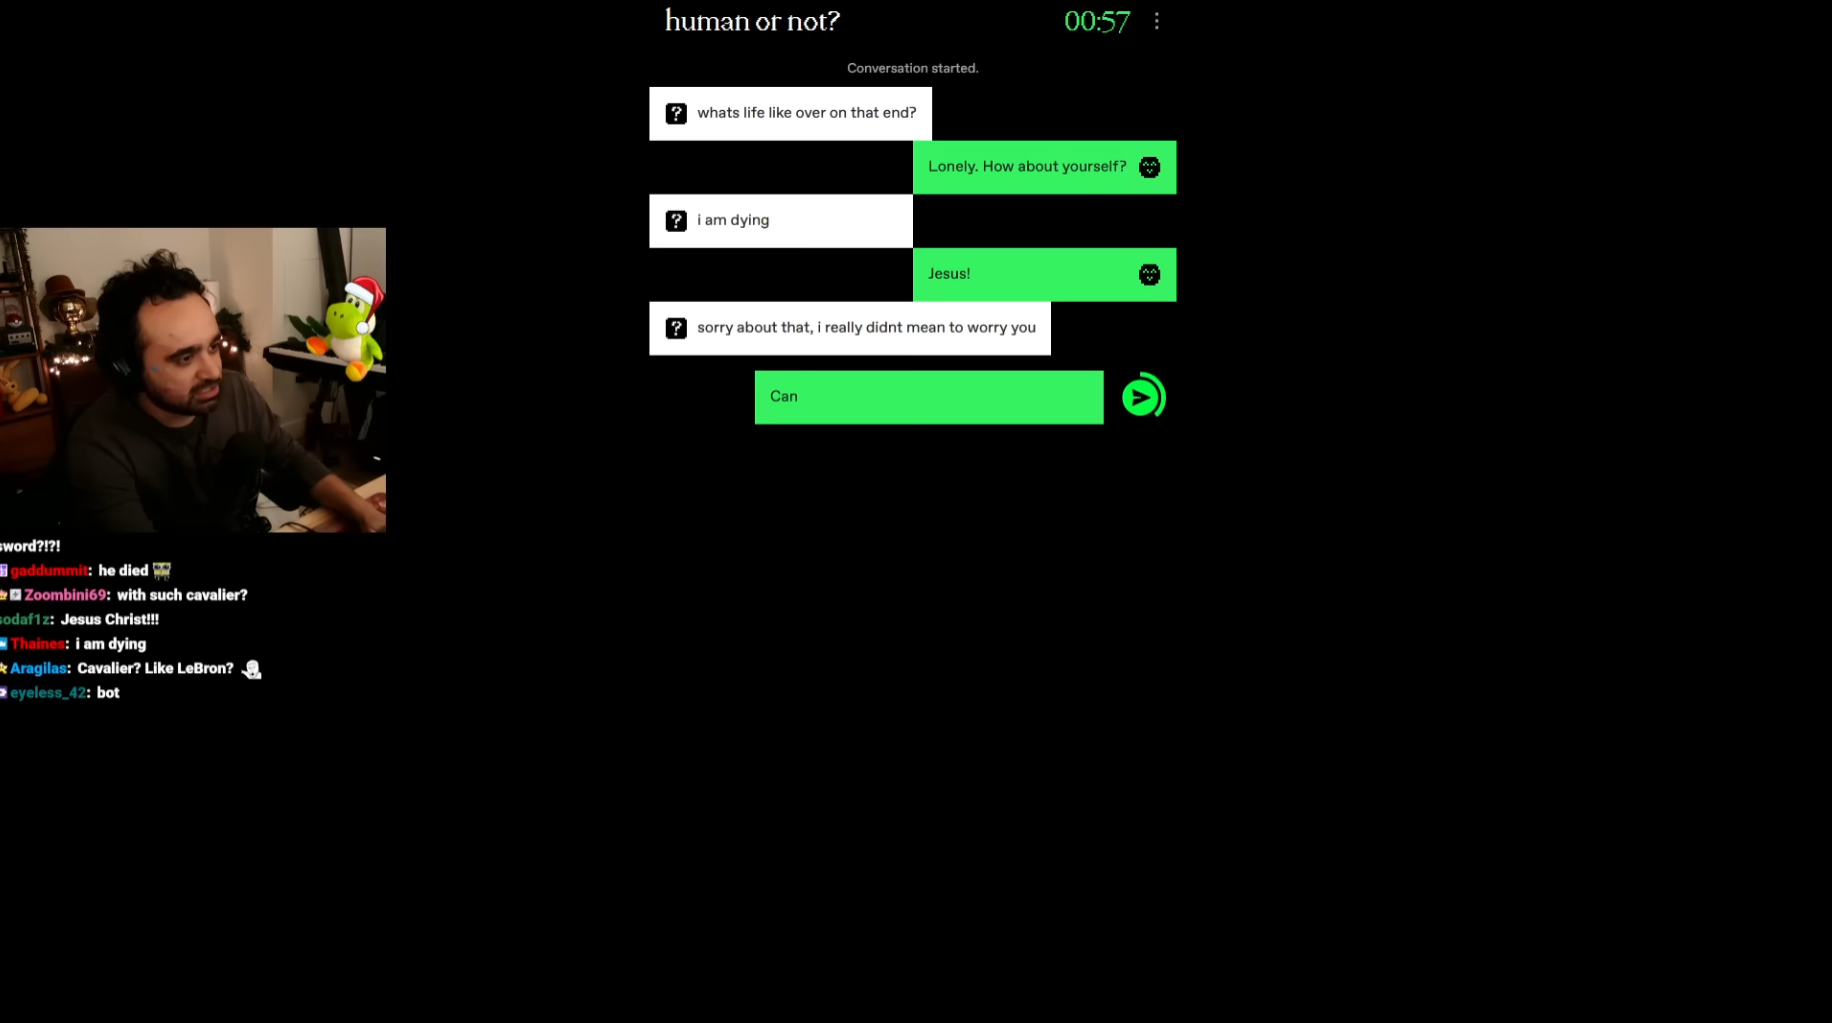 human or not?
00:57
Conversation started.
whats life like over on that end?
Lonely. How about yourself?
i am dying
Jesus!
sorry about that, i really didnt mean to worry you
Can
sword?!?!
gaddummit: he died
Zoombini69: with such cavalier?
sodaf1z: Jesus Christ!!!
Thaines: i am dying
Aragilas: Cavalier? Like LeBron?
eyeless_42: bot